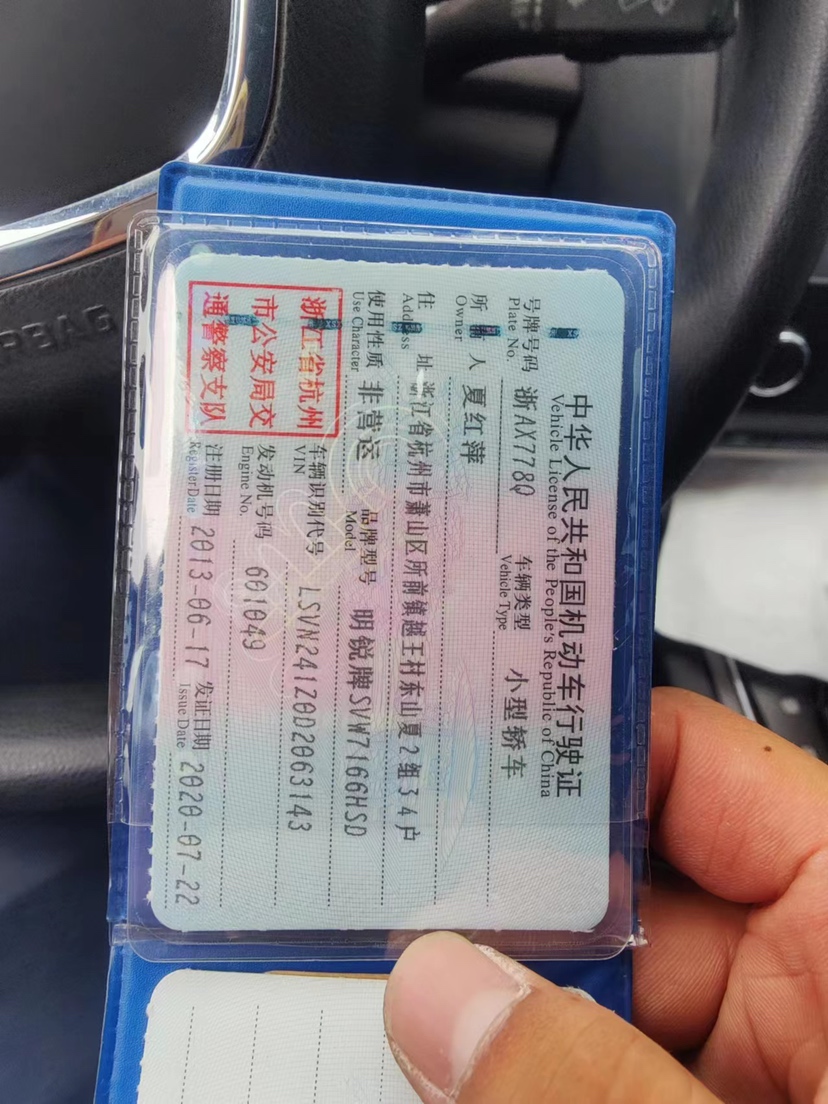 中华人民共和国机动车行驶证
Vehicle License of the People's Republic of China
号牌号码 浙AX778Q 车辆类型 小型轿车
Plate No. Vehicle Type
所 人 夏红萍
Owner
住 址 浙江省杭州市萧山区所前镇越王村东山夏2组34户
Address
使用性质 非营运 品牌型号 明锐牌SVW7166HSD
Use Character Model
浙江省杭州
市公安局交
通警察支队
车辆识别代号 LSVN241Z0D2063143
VIN
发动机号码 601049
Engine No.
注册日期 2013-06-17 发证日期 2020-07-22
Register Date Issue Date
RBAG